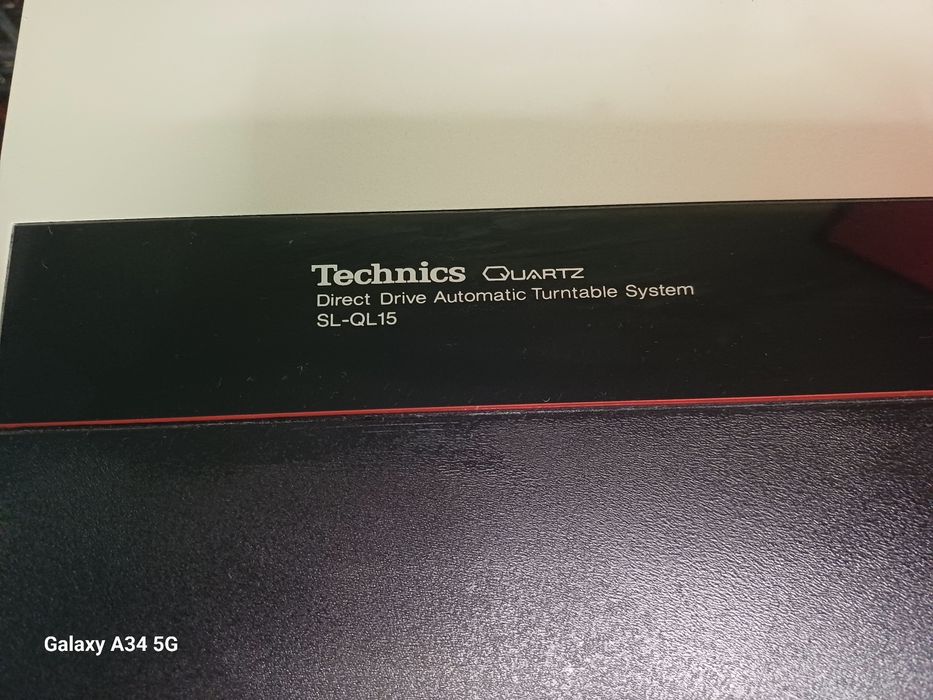 Technics QUARTZ
Direct Drive Automatic Turntable System
SL-QL15
Galaxy A34 5G